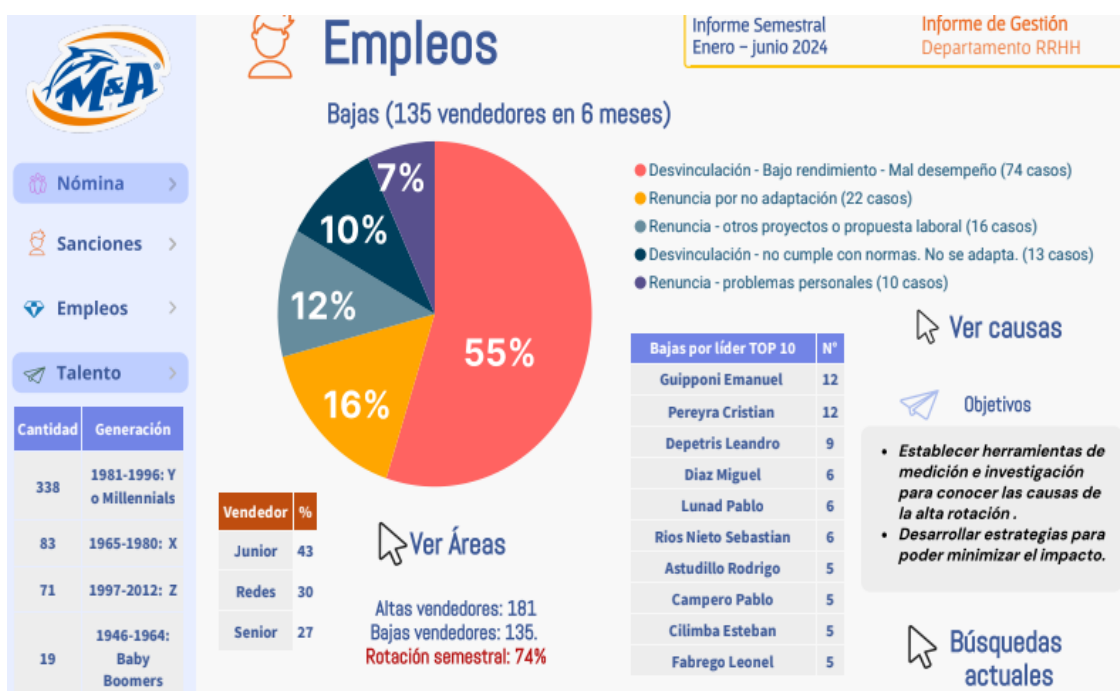 M&A
Nómina
Sanciones
Empleos
Talento
Cantidad Generación
338 1981-1996: Y
o Millennials
83 1965-1980: X
71 1997-2012: Z
19 1946-1964:
Baby
Boomers
Empleos
Informe Semestral
Enero – junio 2024
Informe de Gestión
Departamento RRHH
Bajas (135 vendedores en 6 meses)
7%
10%
12%
16%
55%
Desvinculación - Bajo rendimiento - Mal desempeño (74 casos)
Renuncia por no adaptación (22 casos)
Renuncia - otros proyectos o propuesta laboral (16 casos)
Desvinculación - no cumple con normas. No se adapta. (13 casos)
Renuncia - problemas personales (10 casos)
Vendedor %
Junior 43
Redes 30
Senior 27
Ver Áreas
Altas vendedores: 181
Bajas vendedores: 135.
Rotación semestral: 74%
Bajas por líder TOP 10 N°
Guipponi Emanuel 12
Pereyra Cristian 12
Depetris Leandro 9
Diaz Miguel 6
Lunad Pablo 6
Rios Nieto Sebastian 6
Astudillo Rodrigo 5
Campero Pablo 5
Cilimba Esteban 5
Fabrego Leonel 5
Ver causas
Objetivos
• Establecer herramientas de
medición e investigación
para conocer las causas de
la alta rotación .
• Desarrollar estrategias para
poder minimizar el impacto.
Búsquedas
actuales